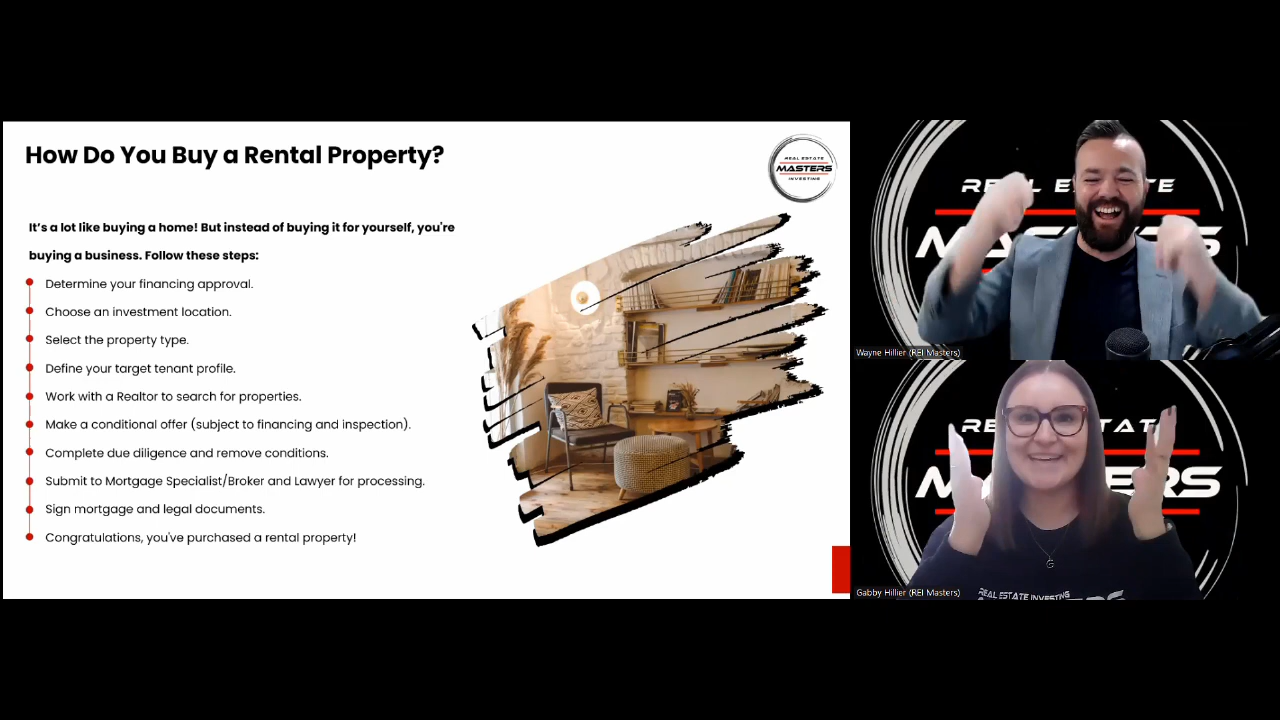 How Do You Buy a Rental Property?
REAL ESTATE
MASTERS
INVESTING
It's a lot like buying a home! But instead of buying it for yourself, you're
buying a business. Follow these steps:
Determine your financing approval.
Choose an investment location.
Select the property type.
Define your target tenant profile.
Work with a Realtor to search for properties.
Make a conditional offer (subject to financing and inspection).
Complete due diligence and remove conditions.
Submit to Mortgage Specialist/Broker and Lawyer for processing.
Sign mortgage and legal documents.
Congratulations, you've purchased a rental property!
Wayne Hillier (REI Masters)
REAL ESTATE INVESTING
Gabby Hillier (REI Masters)